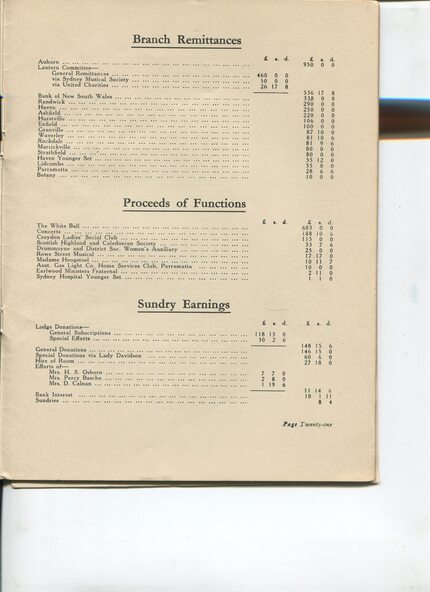 Branch Remittances
£ s. d. £ s. d.
Auburn ... 950 0 0
Lantern Committee—
General Remittances ... 460 0 0
via Sydney Musical Society ... 50 0 0
via United Charities ... 26 17 8
536 17 8
Bank of New South Wales ... 338 0 0
Randwick ... 290 0 0
Haven ... 250 0 0
Ashfield ... 220 0 0
Hurstville ... 106 0 0
Enfield ... 100 0 0
Granville ... 87 10 0
Waverley ... 81 10 6
Rockdale ... 81 9 6
Marrickville ... 80 0 0
Strathfield ... 80 0 0
Haven Younger Set ... 55 12 6
Lidcombe ... 55 0 0
Parramatta ... 28 6 6
Botany ... 10 0 0
Proceeds of Functions
£ s. d. £ s. d.
The White Ball ... 603 0 0
Concerts ... 188 10 6
Croydon Ladies' Social Club ... 115 0 0
Scottish Highland and Caledonian Society ... 33 7 6
Drummoyne and District Soc. Women's Auxiliary ... 25 0 0
Rowe Street Musical ... 17 17 0
Madame Hoogstoel ... 10 11 7
Aust. Gas Light Co. Home Services Club, Parramatta ... 10 0 0
Earlwood Ministers Fraternal ... 2 11 0
Sydney Hospital Younger Set ... 1 1 0
Sundry Earnings
£ s. d. £ s. d.
Lodge Donations—
General Subscriptions ... 118 13 0
Special Efforts ... 30 2 6
148 15 6
General Donations ... 146 15 0
Special Donations via Lady Davidson ... 60 6 0
Hire of Room ... 27 18 0
Efforts of—
Mrs. H. S. Osborn ... 7 7 0
Mrs. Percy Basche ... 2 8 0
Mrs. D. Calnan ... 1 19 6
11 14 6
Bank Interest ... 10 1 11
Sundries ... 8 4
Page Twenty-one